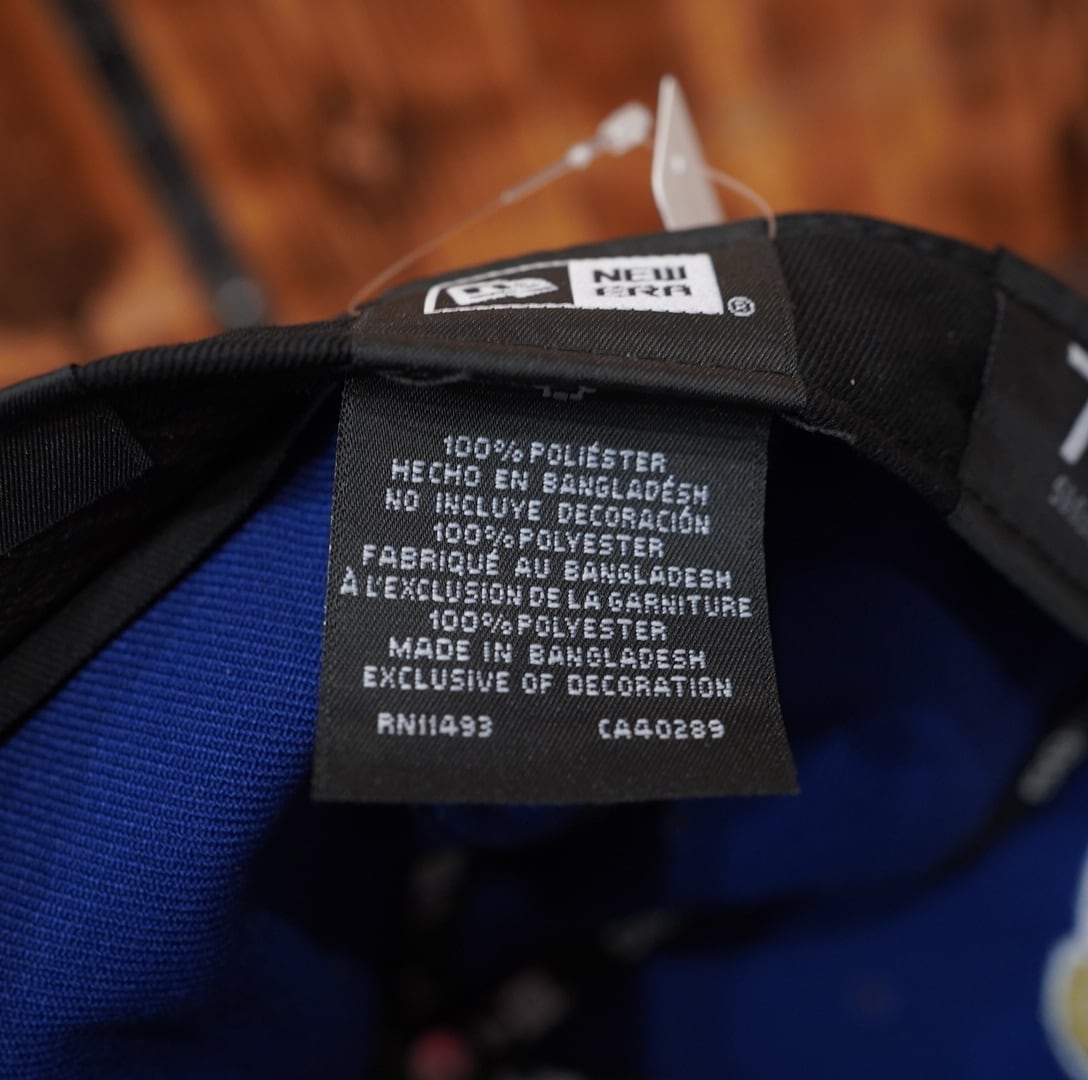 NEW
ERA
®
100% POLIÉSTER
HECHO EN BANGLADÉSH
NO INCLUYE DECORACIÓN
100% POLYESTER
FABRIQUÉ AU BANGLADESH
À L'EXCLUSION DE LA GARNITURE
100% POLYESTER
MADE IN BANGLADESH
EXCLUSIVE OF DECORATION
RN11493 CA40289